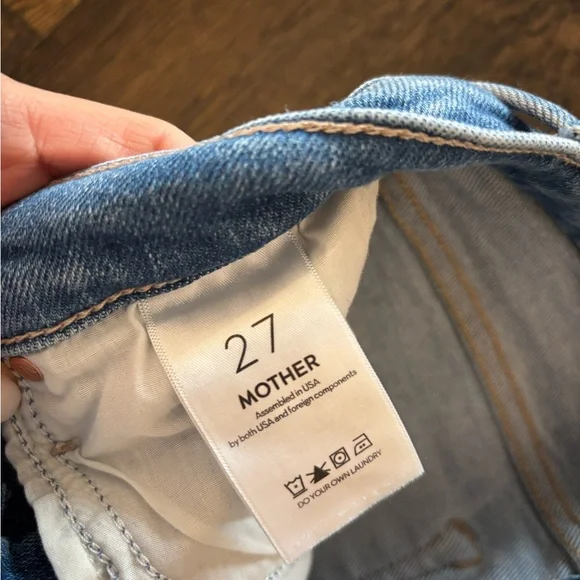 27
MOTHER
Assembled in USA
by both USA and foreign components
DO YOUR OWN LAUNDRY